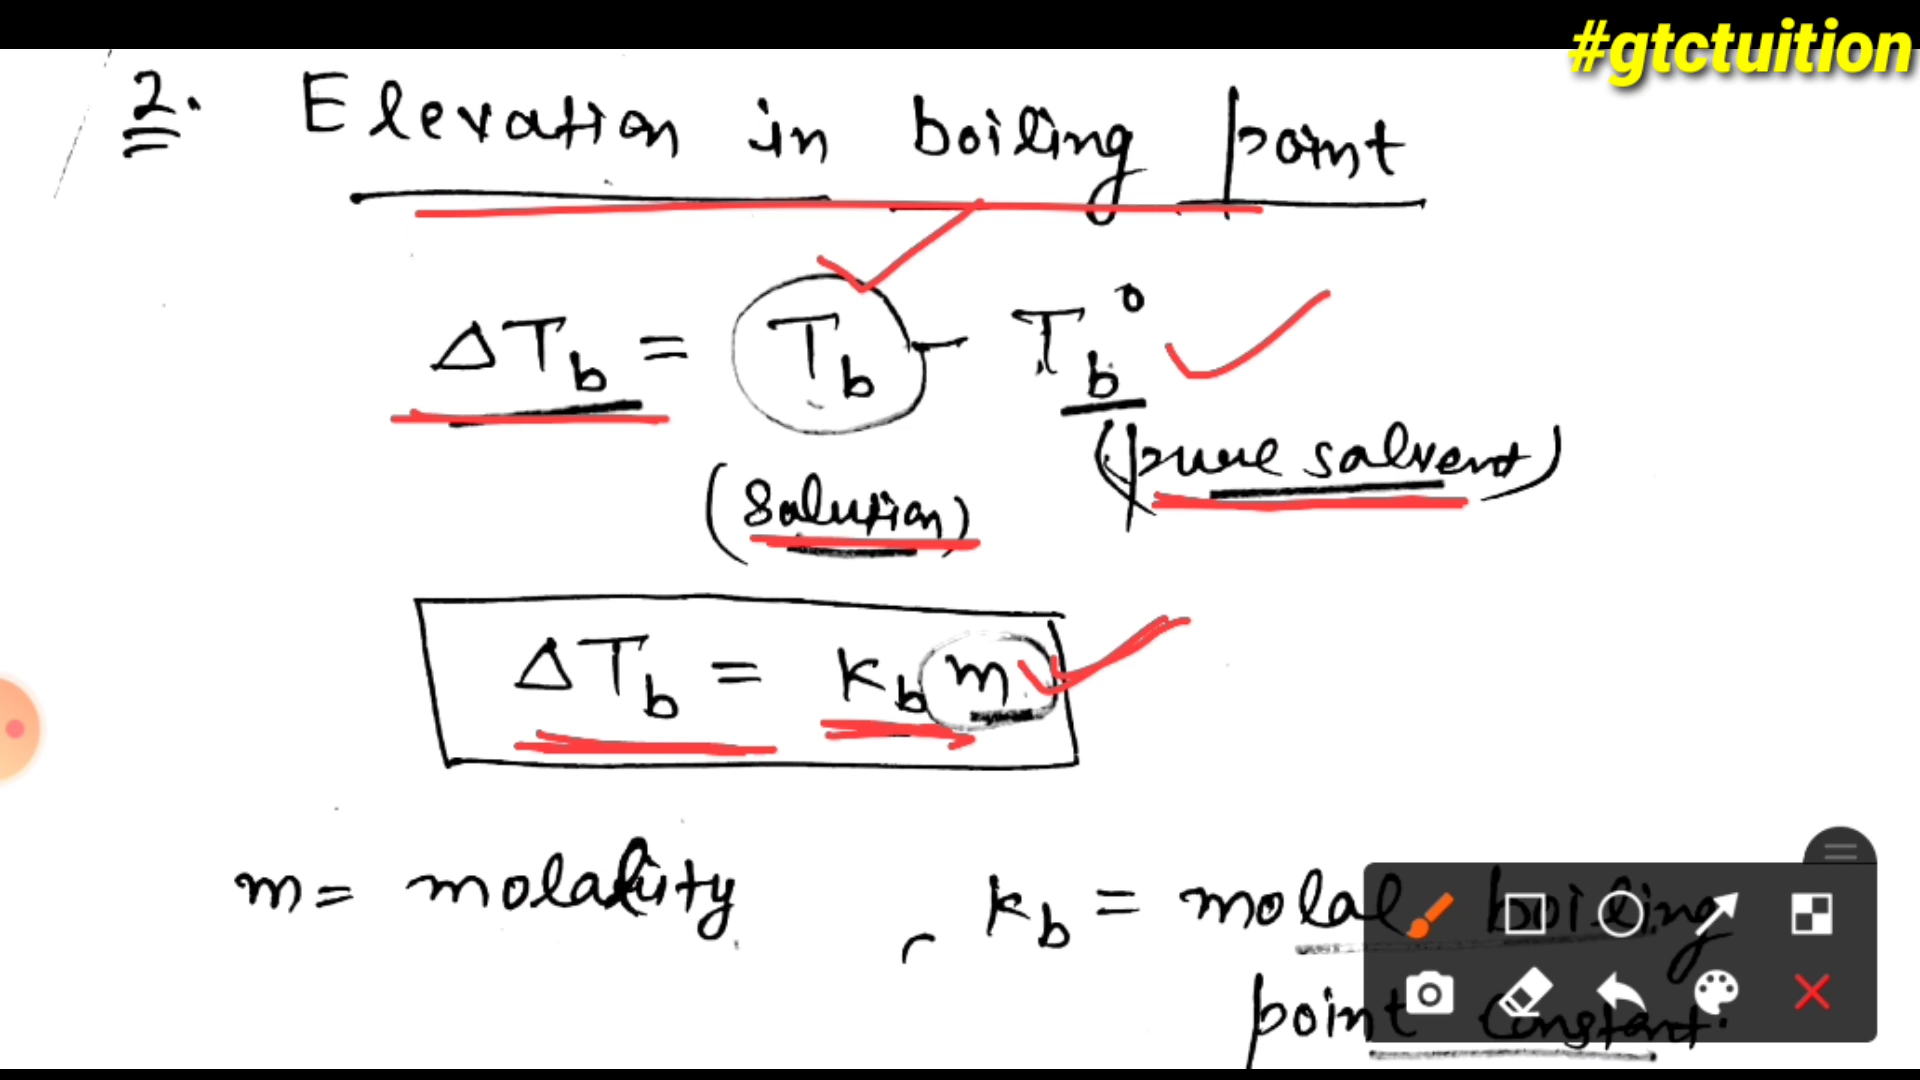 #gtctuition
2. Elevation in boiling point
ΔTb = Tb - Tb°
(pure solvent)
(Solution)
ΔTb = Kb m
m = molality , Kb = molal boiling
point constant.